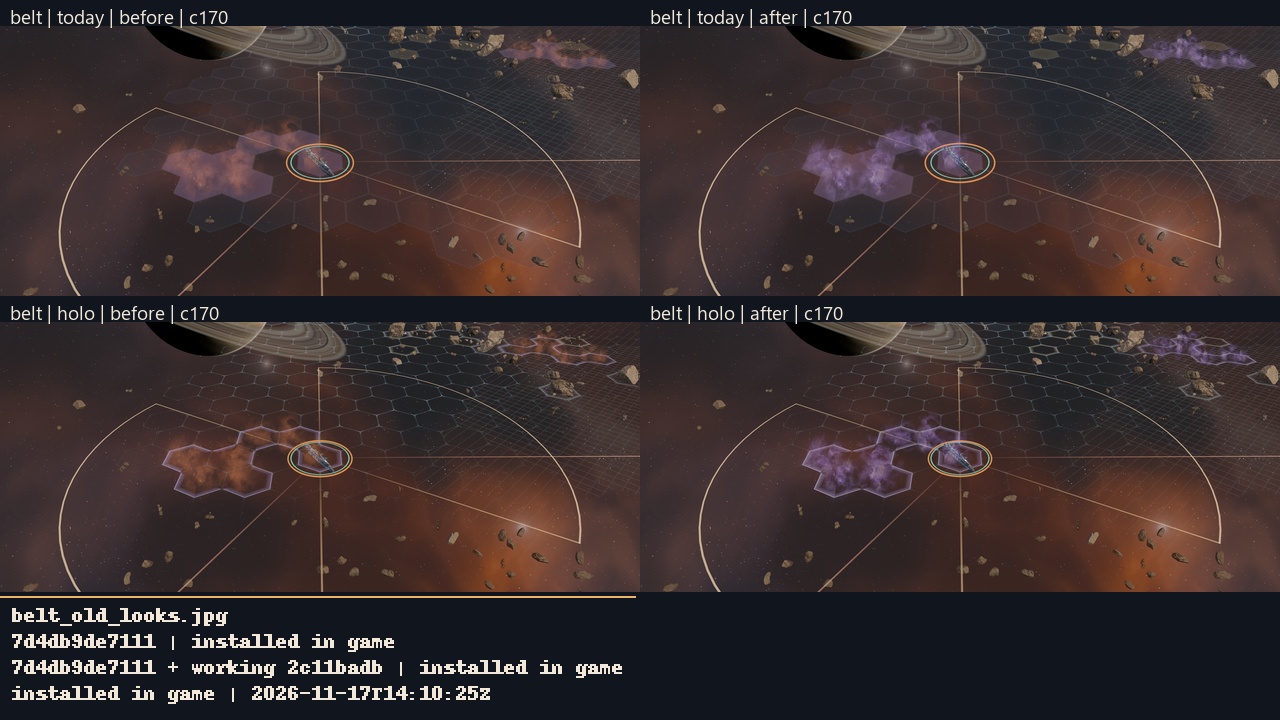 belt | today | before | c170
belt | today | after | c170
belt | holo | before | c170
belt | holo | after | c170
belt_old_looks.jpg
7d4db9de7111 | installed in game
7d4db9de7111 + working 2c11badb | installed in game
installed in game | 2026-11-17T14:10:25Z